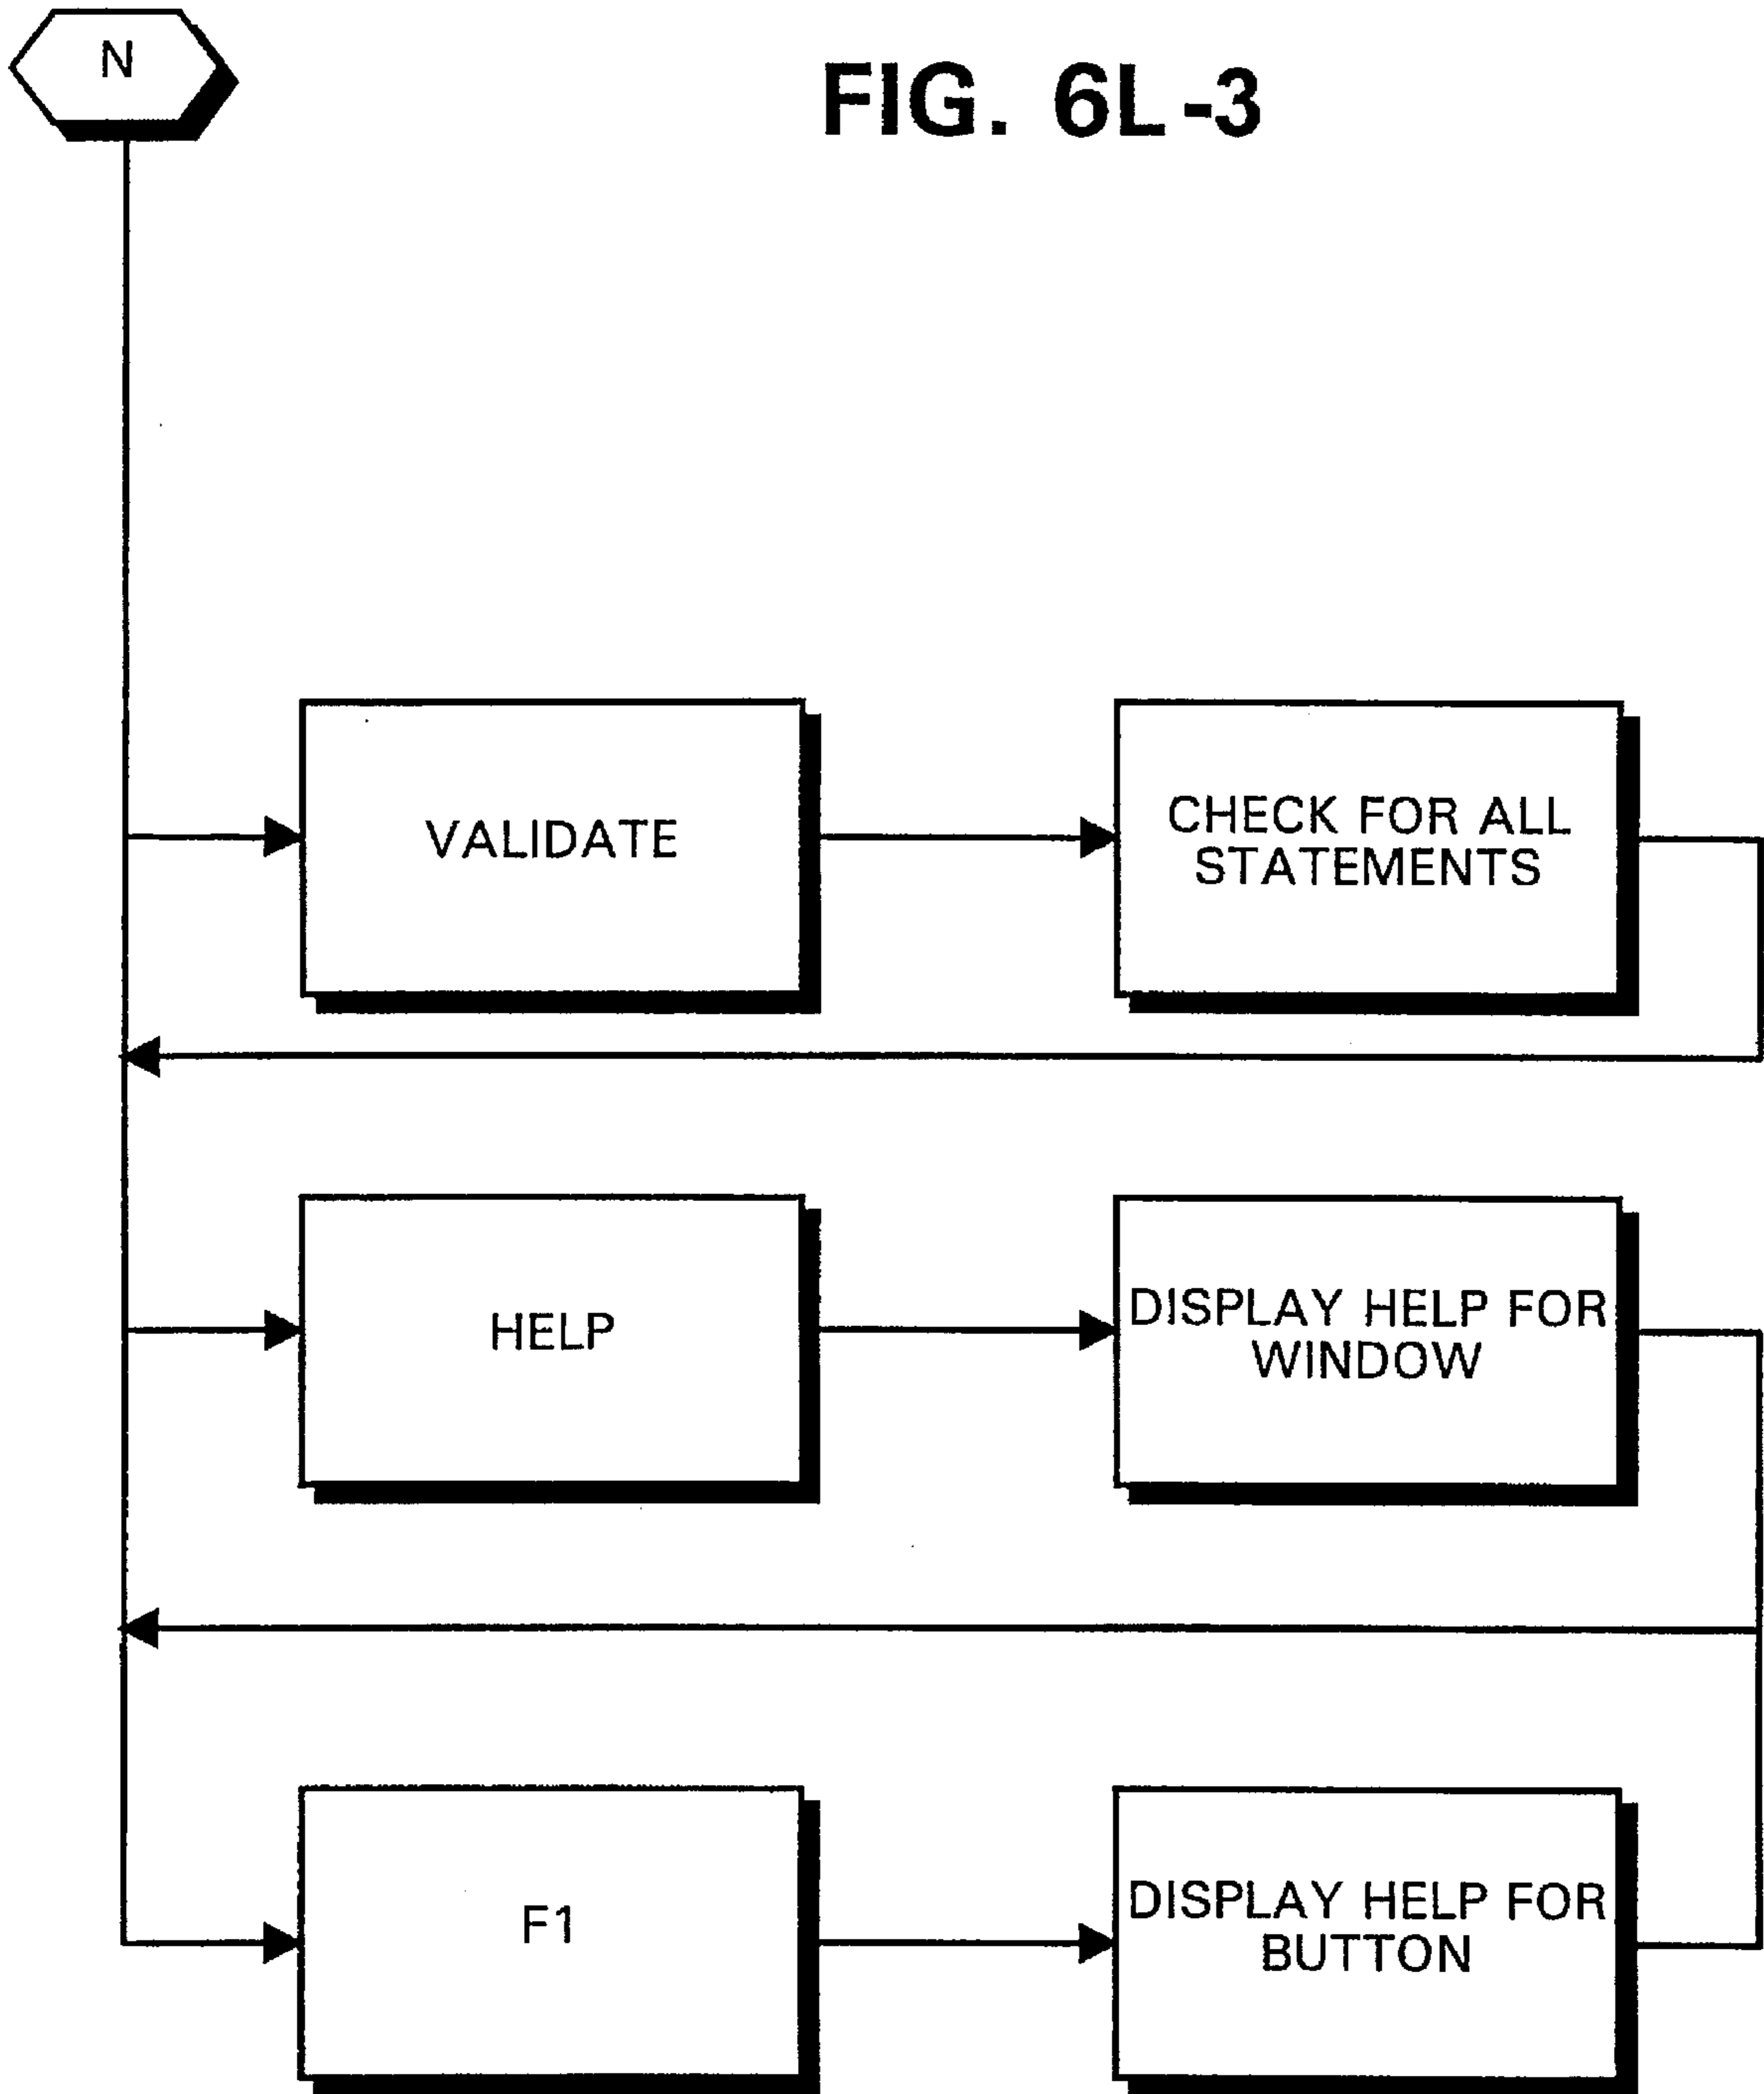 N
FIG. 6L-3
VALIDATE
CHECK FOR ALL
STATEMENTS
HELP
DISPLAY HELP FOR
WINDOW
F1
DISPLAY HELP FOR
BUTTON